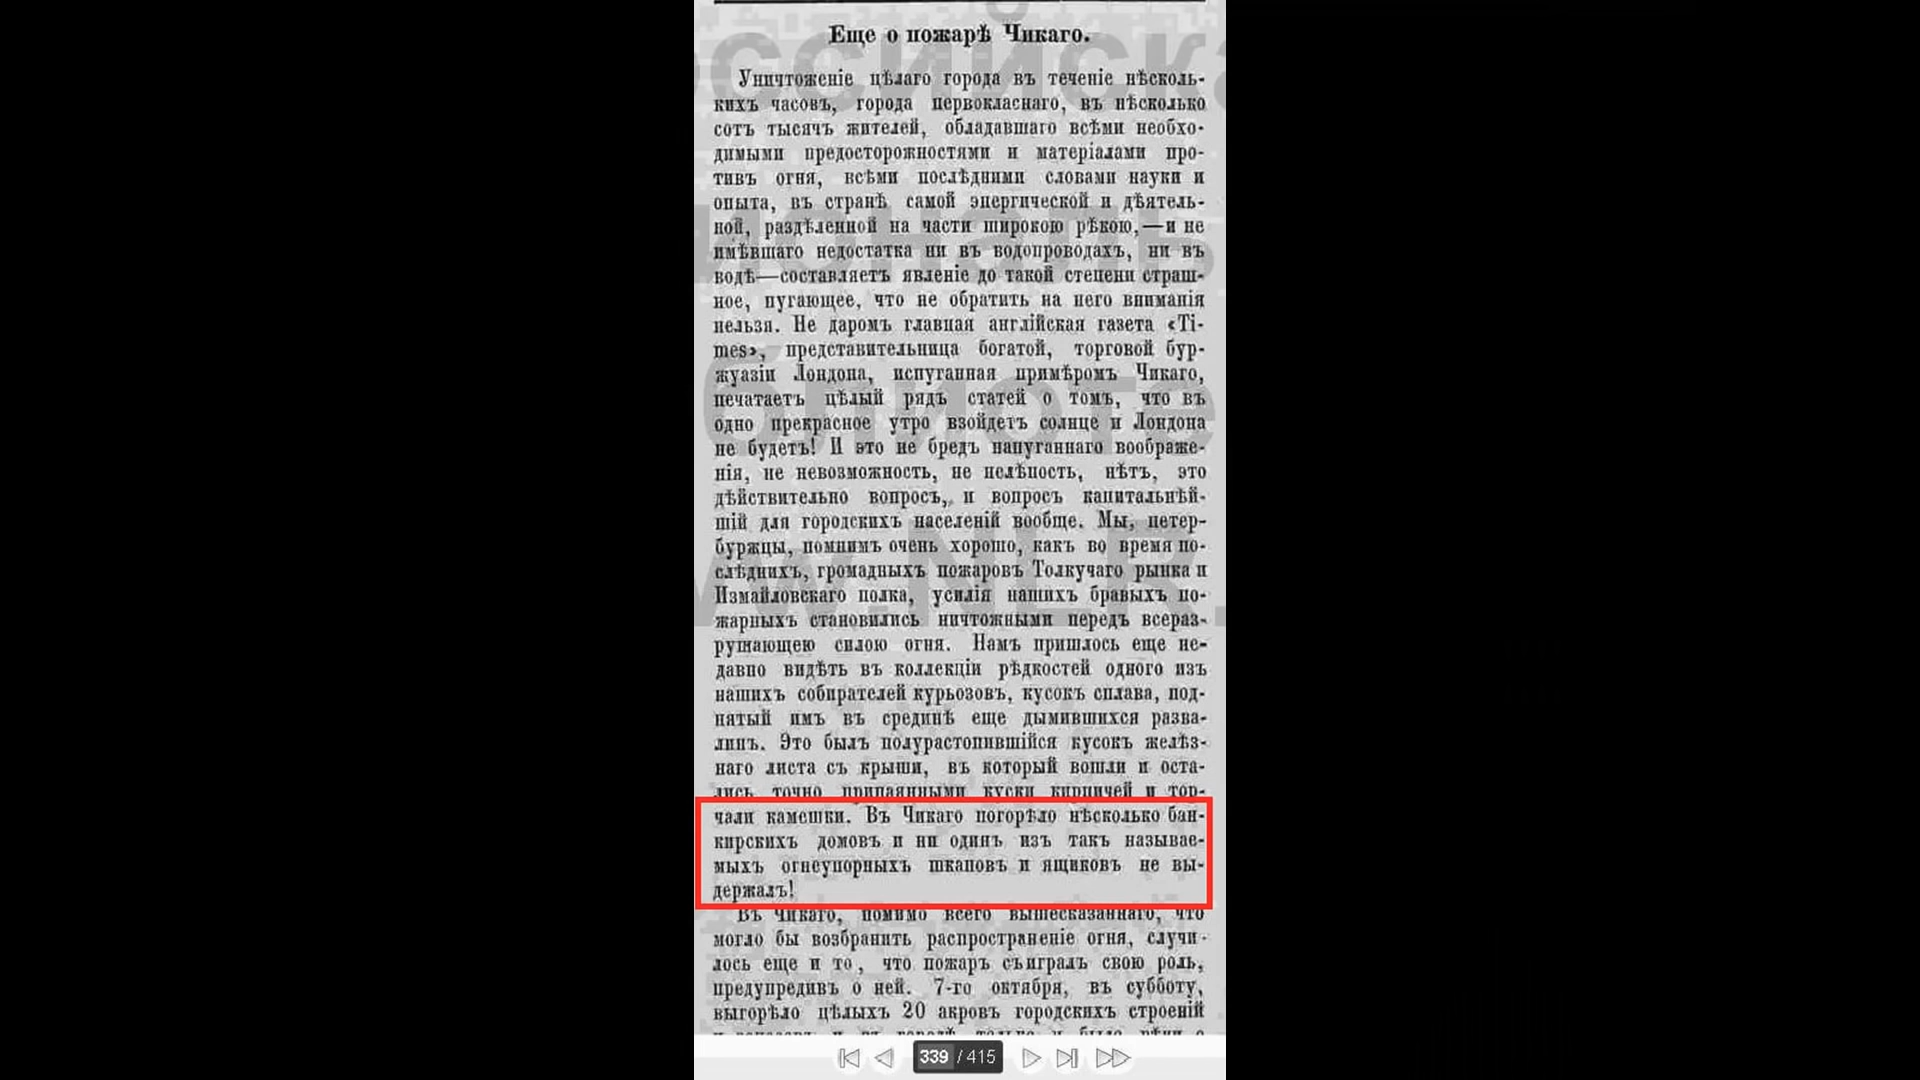 Еще о пожарѣ Чикаго.
Уничтоженіе цѣлаго города въ теченіе нѣсколь-
кихъ часовъ, города первокласнаго, въ нѣсколько
сотъ тысячъ жителей, обладавшаго всѣми необхо-
димыми предосторожностями и матеріалами про-
тивъ огня, всѣми послѣдними словами науки и
опыта, въ странѣ самой энергической и дѣятель-
ной, раздѣленной на части широкою рѣкою,—и не
имѣвшаго недостатка ни въ водопроводахъ, ни въ
водѣ—составляетъ явленіе до такой степени страш-
ное, пугающее, что не обратить на него вниманія
нельзя. Не даромъ главная англійская газета «Ti-
mes», представительница богатой, торговой бур-
жуазіи Лондона, испуганная примѣромъ Чикаго,
печатаетъ цѣлый рядъ статей о томъ, что въ
одно прекрасное утро взойдетъ солнце и Лондона
не будетъ! И это не бредъ напуганнаго воображе-
нія, не невозможность, не нелѣпость, нѣтъ, это
дѣйствительно вопросъ, и вопросъ капитальнѣй-
шій для городскихъ населеній вообще. Мы, петер-
буржцы, помнимъ очень хорошо, какъ во время по-
слѣднихъ, громадныхъ пожаровъ Толкучаго рынка и
Измайловскаго полка, усилія нашихъ бравыхъ по-
жарныхъ становились ничтожными передъ всераз-
рушающею силою огня. Намъ пришлось еще не-
давно видѣть въ коллекціи рѣдкостей одного изъ
нашихъ собирателей курьозовъ, кусокъ сплава, под-
нятый имъ въ срединѣ еще дымившихся разва-
линъ. Это былъ полурастопившійся кусокъ желѣз-
наго листа съ крыши, въ который вошли и оста-
лись точно припаянными куски кирпичей и тор-
чали камешки. Въ Чикаго погорѣло нѣсколько бан-
кирскихъ домовъ и ни одинъ изъ такъ называе-
мыхъ огнеупорныхъ шкаповъ и ящиковъ не вы-
держалъ!
Въ Чикаго, помимо всего вышесказаннаго, что
могло бы возбранить распространеніе огня, случи-
лось еще и то, что пожаръ съигралъ свою роль,
предупредивъ о ней. 7-го октября, въ субботу,
выгорѣло цѣлыхъ 20 акровъ городскихъ строеній
339 / 415